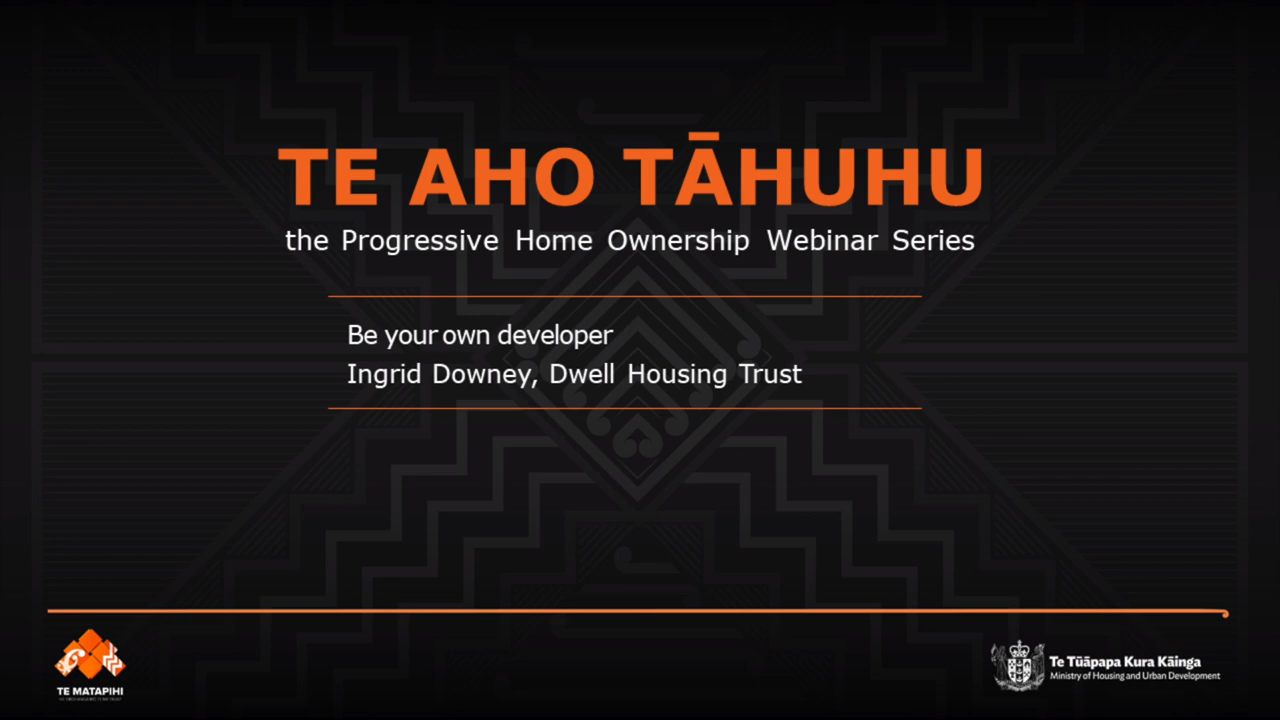 TE AHO TĀHUHU
the Progressive Home Ownership Webinar Series
Be your own developer
Ingrid Downey, Dwell Housing Trust
TE MATAPIHI
Te Tūāpapa Kura Kāinga
Ministry of Housing and Urban Development